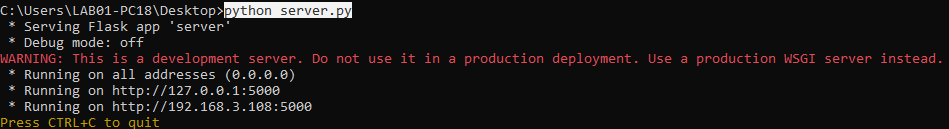 C:\Users\LAB01-PC18\Desktop>python server.py
 * Serving Flask app 'server'
 * Debug mode: off
WARNING: This is a development server. Do not use it in a production deployment. Use a production WSGI server instead.
 * Running on all addresses (0.0.0.0)
 * Running on http://127.0.0.1:5000
 * Running on http://192.168.3.108:5000
Press CTRL+C to quit